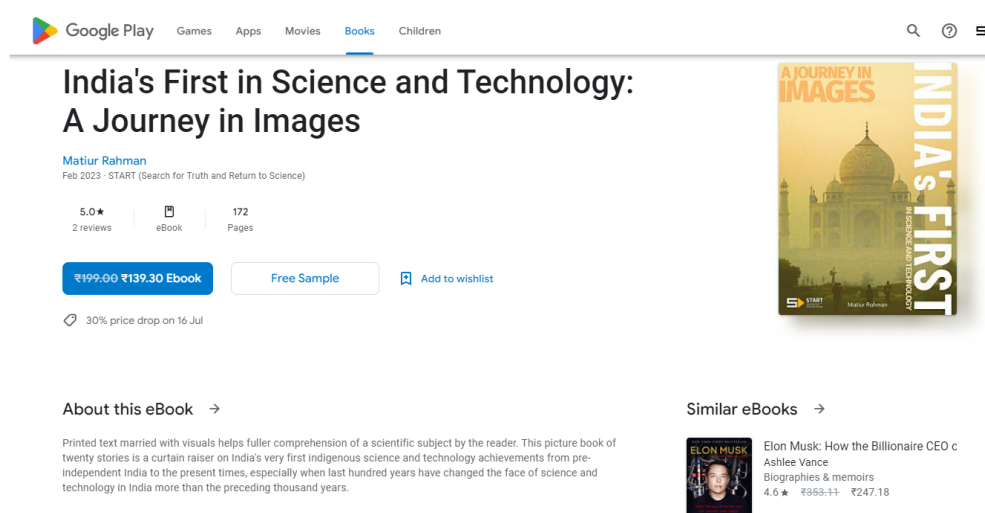 Google Play Games Apps Movies Books Children
India's First in Science and Technology:
A Journey in Images
Matiur Rahman
Feb 2023 · START (Search for Truth and Return to Science)
5.0★ eBook 172
2 reviews Pages
₹199.00 ₹139.30 Ebook
Free Sample
Add to wishlist
30% price drop on 16 Jul
A JOURNEY IN
IMAGES
INDIA's FIRST
IN SCIENCE AND TECHNOLOGY
START
Matiur Rahman
About this eBook →
Printed text married with visuals helps fuller comprehension of a scientific subject by the reader. This picture book of
twenty stories is a curtain raiser on India's very first indigenous science and technology achievements from pre-
independent India to the present times, especially when last hundred years have changed the face of science and
technology in India more than the preceding thousand years.
Similar eBooks →
ELON MUSK
Elon Musk: How the Billionaire CEO o
Ashlee Vance
Biographies & memoirs
4.6★ ₹353.11 ₹247.18